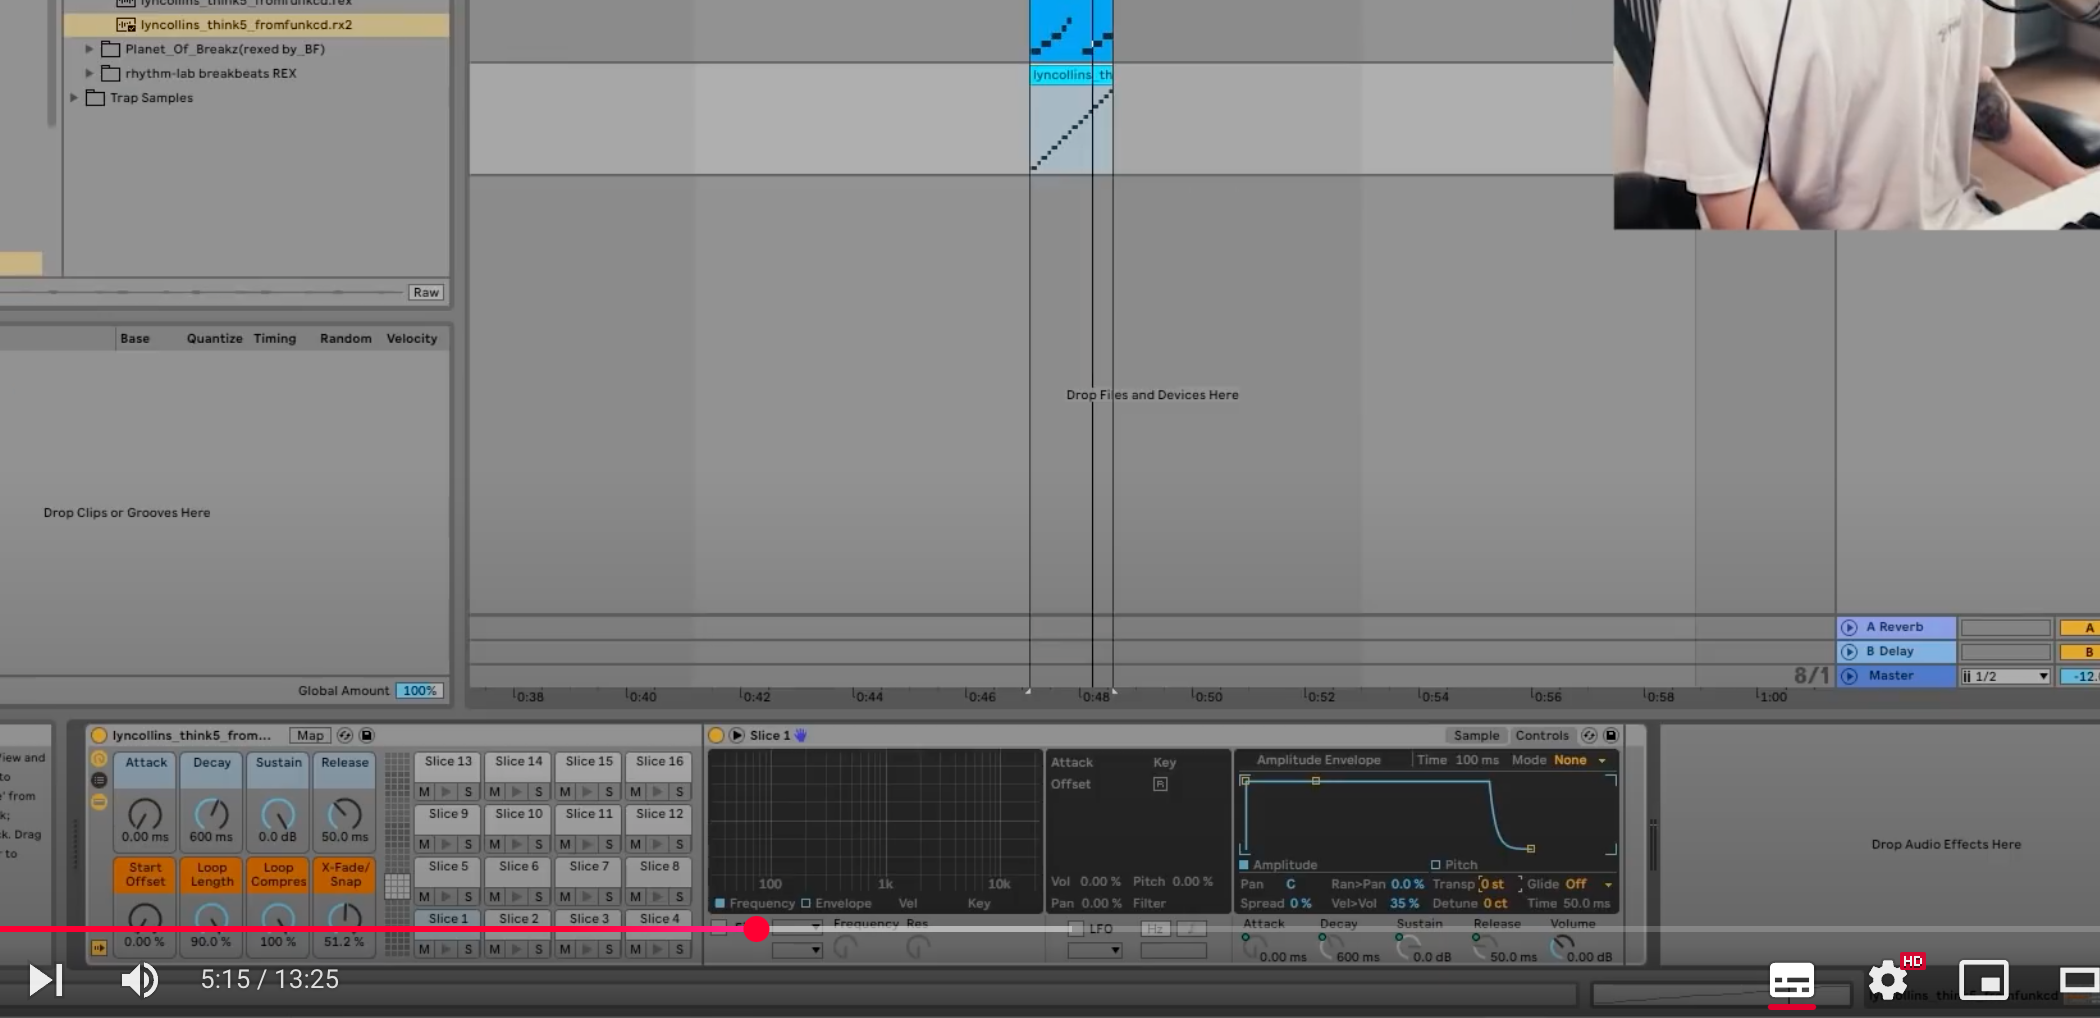 lyncollins_think5_fromfunkcd.rex
lyncollins_think5_fromfunkcd.rx2
Planet_Of_Breakz(rexed by_BF)
rhythm-lab breakbeats REX
Trap Samples
Raw
lyncollins_th
Base Quantize Timing Random Velocity
Drop Clips or Grooves Here
Drop Files and Devices Here
Global Amount 100%
A Reverb A
B Delay B
8/1 Master 1/2 -12.
0:38 0:40 0:42 0:44 0:46 0:48 0:50 0:52 0:54 0:56 0:58 1:00
View and
to
' from
k;
k. Drag
to
lyncollins_think5_from... Map
Attack Decay Sustain Release
0.00 ms 600 ms 0.0 dB 50.0 ms
Start Offset Loop Length Loop Compres X-Fade/ Snap
0.00 % 90.0 % 100 % 51.2 %
Slice 13 Slice 14 Slice 15 Slice 16
M S M S M S M S
Slice 9 Slice 10 Slice 11 Slice 12
M S M S M S M S
Slice 5 Slice 6 Slice 7 Slice 8
M S M S M S M S
Slice 1 Slice 2 Slice 3 Slice 4
M S M S M S M S
Slice 1 Sample Controls
100 1k 10k
Frequency Envelope Vel Key
Frequency Res
Attack Key
Offset R
Vol 0.00 % Pitch 0.00 %
Pan 0.00 % Filter
LFO Hz
Amplitude Envelope Time 100 ms Mode None
Amplitude Pitch
Pan C Ran>Pan 0.0 % Transp 0 st Glide Off
Spread 0 % Vel>Vol 35 % Detune 0 ct Time 50.0 ms
Attack Decay Sustain Release Volume
0.00 ms 600 ms 0.0 dB 50.0 ms 0.00 dB
Drop Audio Effects Here
5:15 / 13:25
HD